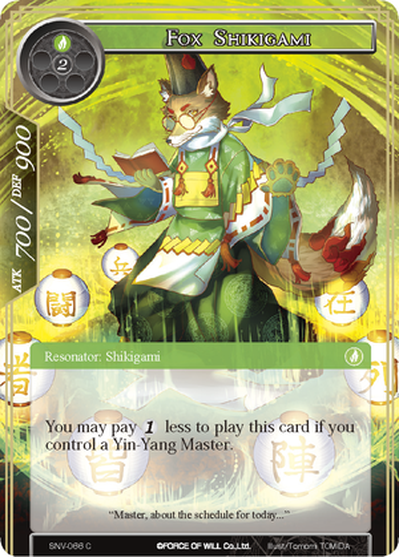 FOX SHIKIGAMI
2
ATK 700 / DEF 900
兵
闘
在
者
列
皆
陣
Resonator: Shikigami
You may pay 1 less to play this card if you
control a Yin-Yang Master.
"Master, about the schedule for today..."
SNV-066 C
©FORCE OF WILL Co.,Ltd.
Illust/Tomomi TOMIDA